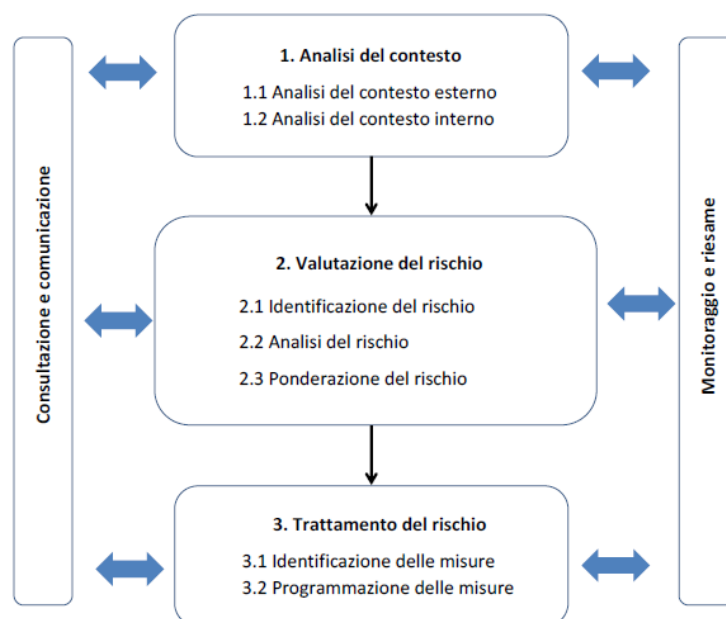 Consultazione e comunicazione
1. Analisi del contesto
1.1 Analisi del contesto esterno
1.2 Analisi del contesto interno
2. Valutazione del rischio
2.1 Identificazione del rischio
2.2 Analisi del rischio
2.3 Ponderazione del rischio
3. Trattamento del rischio
3.1 Identificazione delle misure
3.2 Programmazione delle misure
Monitoraggio e riesame